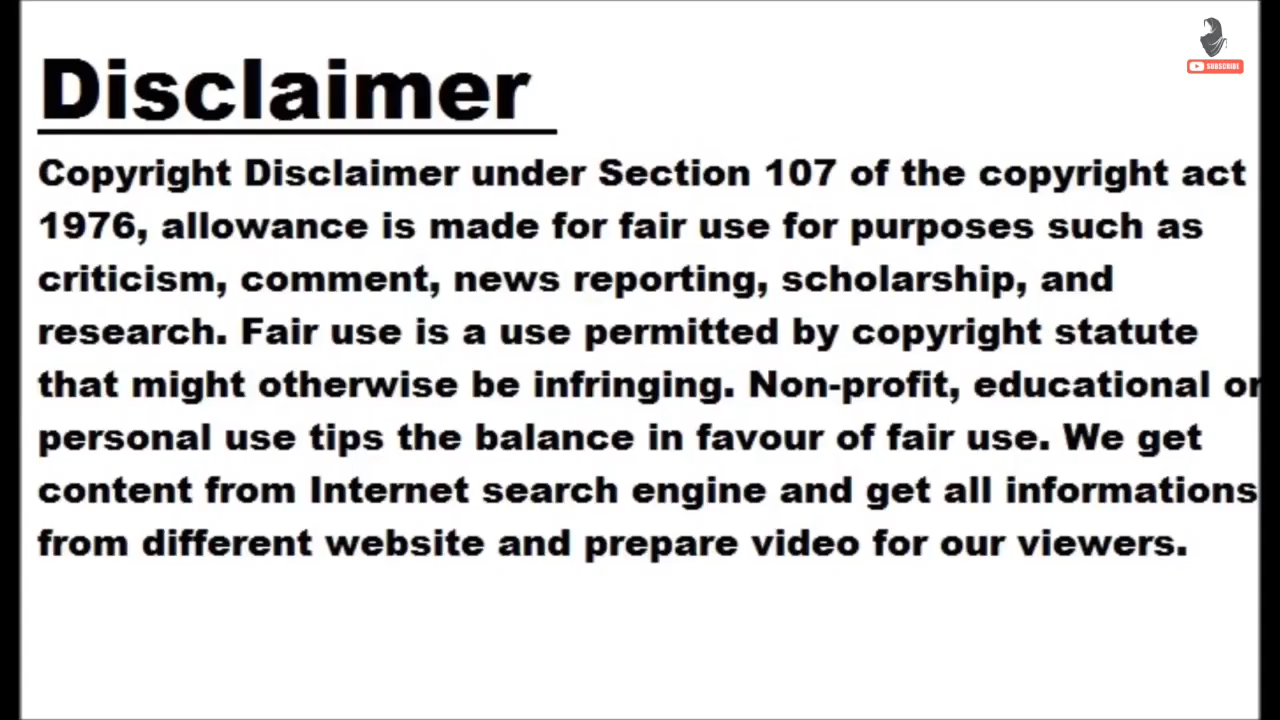 SUBSCRIBE
Disclaimer
Copyright Disclaimer under Section 107 of the copyright act
1976, allowance is made for fair use for purposes such as
criticism, comment, news reporting, scholarship, and
research. Fair use is a use permitted by copyright statute
that might otherwise be infringing. Non-profit, educational or
personal use tips the balance in favour of fair use. We get
content from Internet search engine and get all informations
from different website and prepare video for our viewers.